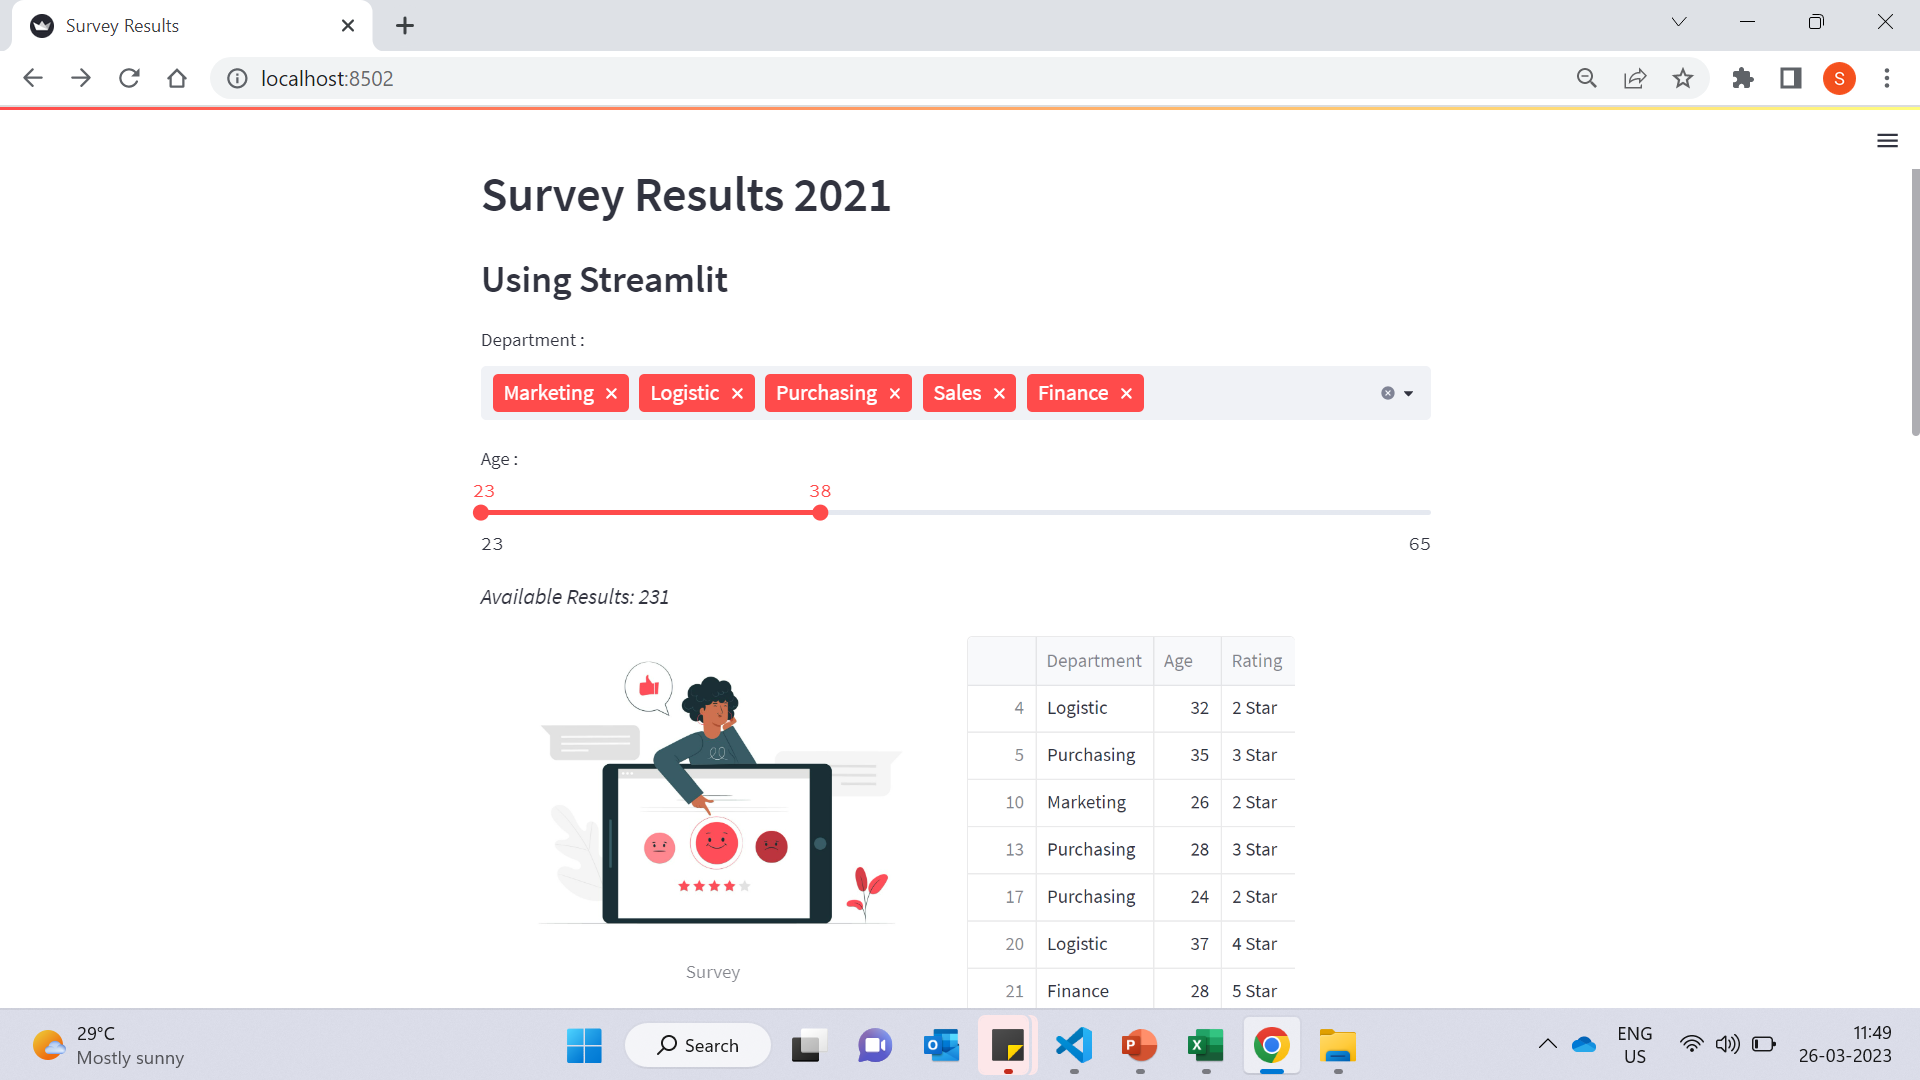 Survey Results
localhost:8502
S
Survey Results 2021
Using Streamlit
Department :
Marketing Logistic Purchasing Sales Finance
Age :
23 38
23 65
Available Results: 231
Department Age Rating
4 Logistic 32 2 Star
5 Purchasing 35 3 Star
10 Marketing 26 2 Star
13 Purchasing 28 3 Star
17 Purchasing 24 2 Star
20 Logistic 37 4 Star
21 Finance 28 5 Star
Survey
29°C
Mostly sunny
Search
ENG
US
11:49
26-03-2023